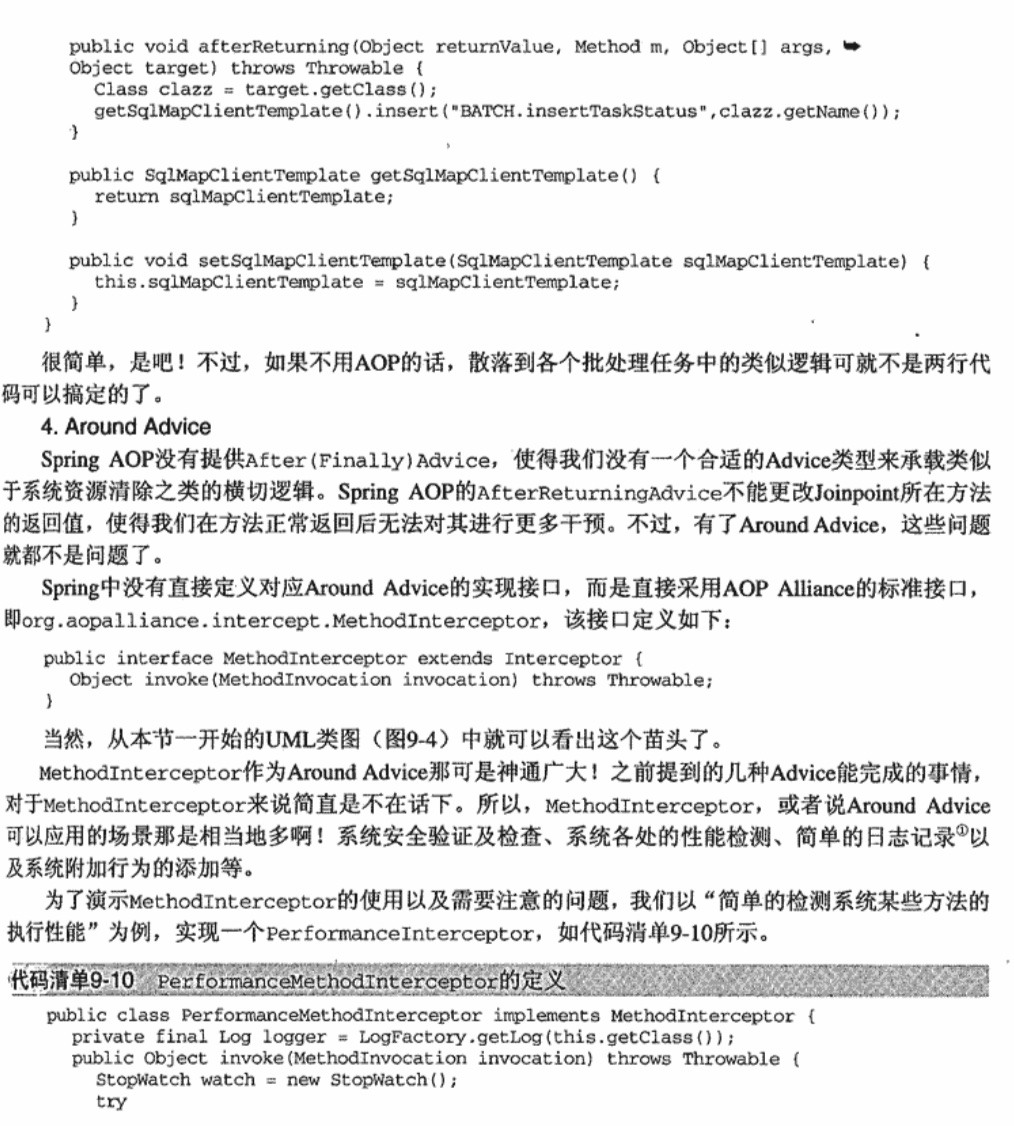 public void afterReturning(Object returnValue, Method m, Object[] args, ➥
Object target) throws Throwable {
Class clazz = target.getClass();
getSqlMapClientTemplate().insert("BATCH.insertTaskStatus",clazz.getName());
}
public SqlMapClientTemplate getSqlMapClientTemplate() {
return sqlMapClientTemplate;
}
public void setSqlMapClientTemplate(SqlMapClientTemplate sqlMapClientTemplate) {
this.sqlMapClientTemplate = sqlMapClientTemplate;
}
}
很简单，是吧！不过，如果不用AOP的话，散落到各个批处理任务中的类似逻辑可就不是两行代
码可以搞定的了。
4. Around Advice
Spring AOP没有提供After(Finally)Advice，使得我们没有一个合适的Advice类型来承载类似
于系统资源清除之类的横切逻辑。Spring AOP的AfterReturningAdvice不能更改Joinpoint所在方法
的返回值，使得我们在方法正常返回后无法对其进行更多干预。不过，有了Around Advice，这些问题
就都不是问题了。
Spring中没有直接定义对应Around Advice的实现接口，而是直接采用AOP Alliance的标准接口，
即org.aopalliance.intercept.MethodInterceptor，该接口定义如下：
public interface MethodInterceptor extends Interceptor {
Object invoke(MethodInvocation invocation) throws Throwable;
}
当然，从本节一开始的UML类图（图9-4）中就可以看出这个苗头了。
MethodInterceptor作为Around Advice那可是神通广大！之前提到的几种Advice能完成的事情，
对于MethodInterceptor来说简直是不在话下。所以，MethodInterceptor，或者说Around Advice
可以应用的场景那是相当地多啊！系统安全验证及检查、系统各处的性能检测、简单的日志记录①以
及系统附加行为的添加等。
为了演示MethodInterceptor的使用以及需要注意的问题，我们以“简单的检测系统某些方法的
执行性能”为例，实现一个PerformanceInterceptor，如代码清单9-10所示。
代码清单9-10 PerformanceMethodInterceptor的定义
public class PerformanceMethodInterceptor implements MethodInterceptor {
private final Log logger = LogFactory.getLog(this.getClass());
public Object invoke(MethodInvocation invocation) throws Throwable {
StopWatch watch = new StopWatch();
try